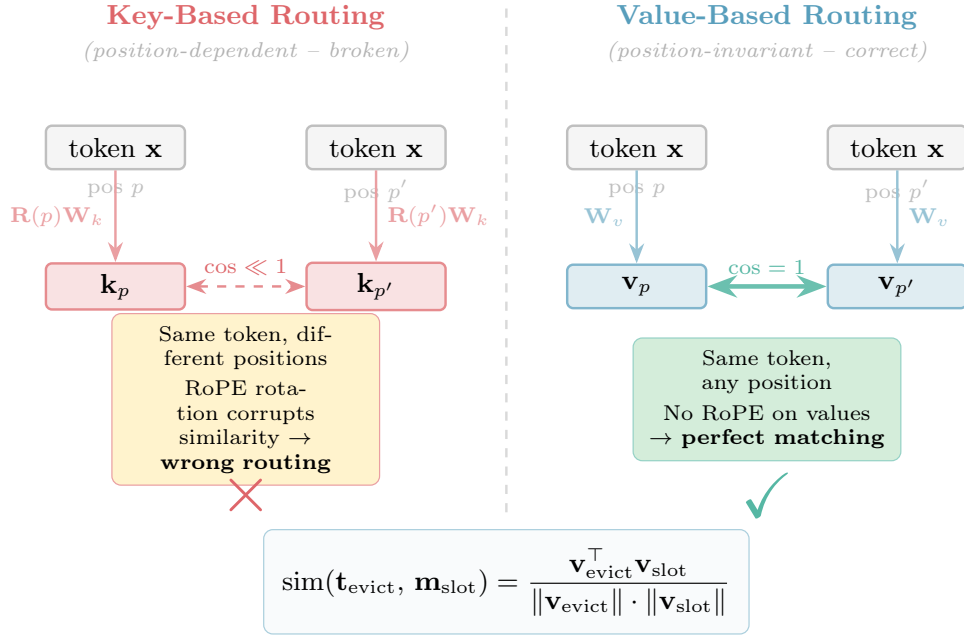 Key-Based Routing
(position-dependent – broken)
token x
token x
pos p
pos p′
R(p)W_k
R(p′)W_k
cos ≪ 1
k_p
k_{p′}
Same token, dif-
ferent positions
RoPE rota-
tion corrupts
similarity →
wrong routing
Value-Based Routing
(position-invariant – correct)
token x
token x
pos p
pos p′
W_v
W_v
cos = 1
v_p
v_{p′}
Same token,
any position
No RoPE on values
→ perfect matching
sim(t_evict, m_slot) = v_evict^⊤ v_slot / ‖v_evict‖ · ‖v_slot‖